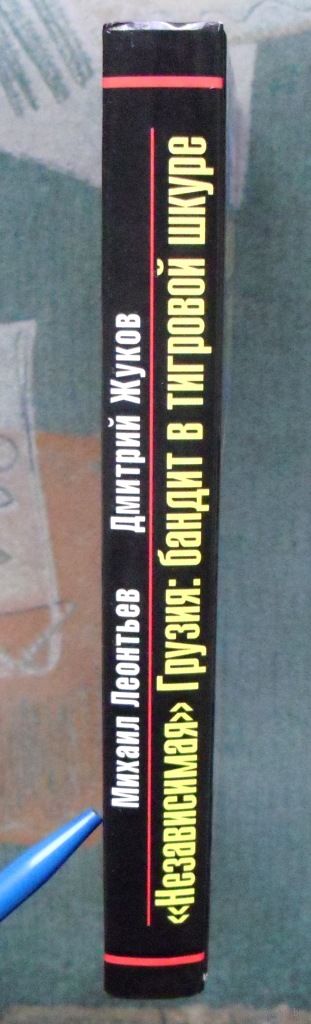 Михаил Леонтьев Дмитрий Жуков
«Независимая» Грузия: бандит в тигровой шкуре